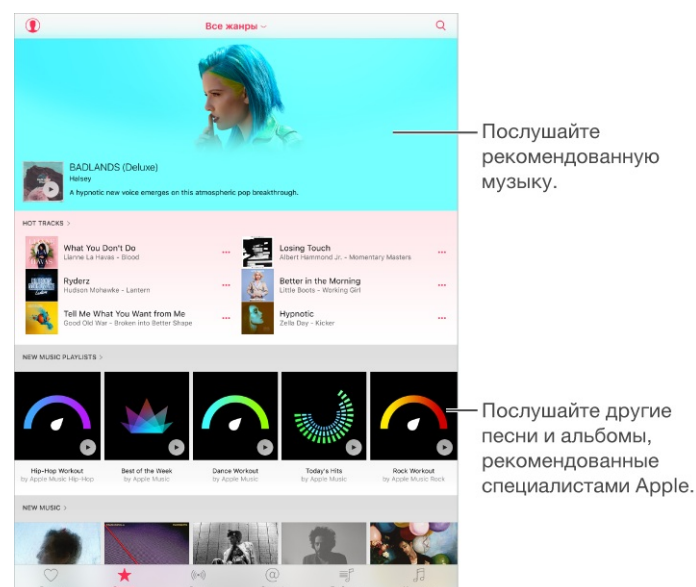 Все жанры
BADLANDS (Deluxe)
Halsey
A hypnotic new voice emerges on this atmospheric pop breakthrough.
Послушайте
рекомендованную
музыку.
HOT TRACKS >
What You Don't Do
Lianne La Havas - Blood
Losing Touch
Albert Hammond Jr. - Momentary Masters
Ryderz
Hudson Mohawke - Lantern
Better in the Morning
Little Boots - Working Girl
Tell Me What You Want from Me
Good Old War - Broken into Better Shape
Hypnotic
Zella Day - Kicker
NEW MUSIC PLAYLISTS >
Послушайте другие
песни и альбомы,
рекомендованные
специалистами Apple.
Hip-Hop Workout
by Apple Music Hip-Hop
Best of the Week
by Apple Music
Dance Workout
by Apple Music
Today's Hits
by Apple Music
Rock Workout
by Apple Music Rock
NEW MUSIC >